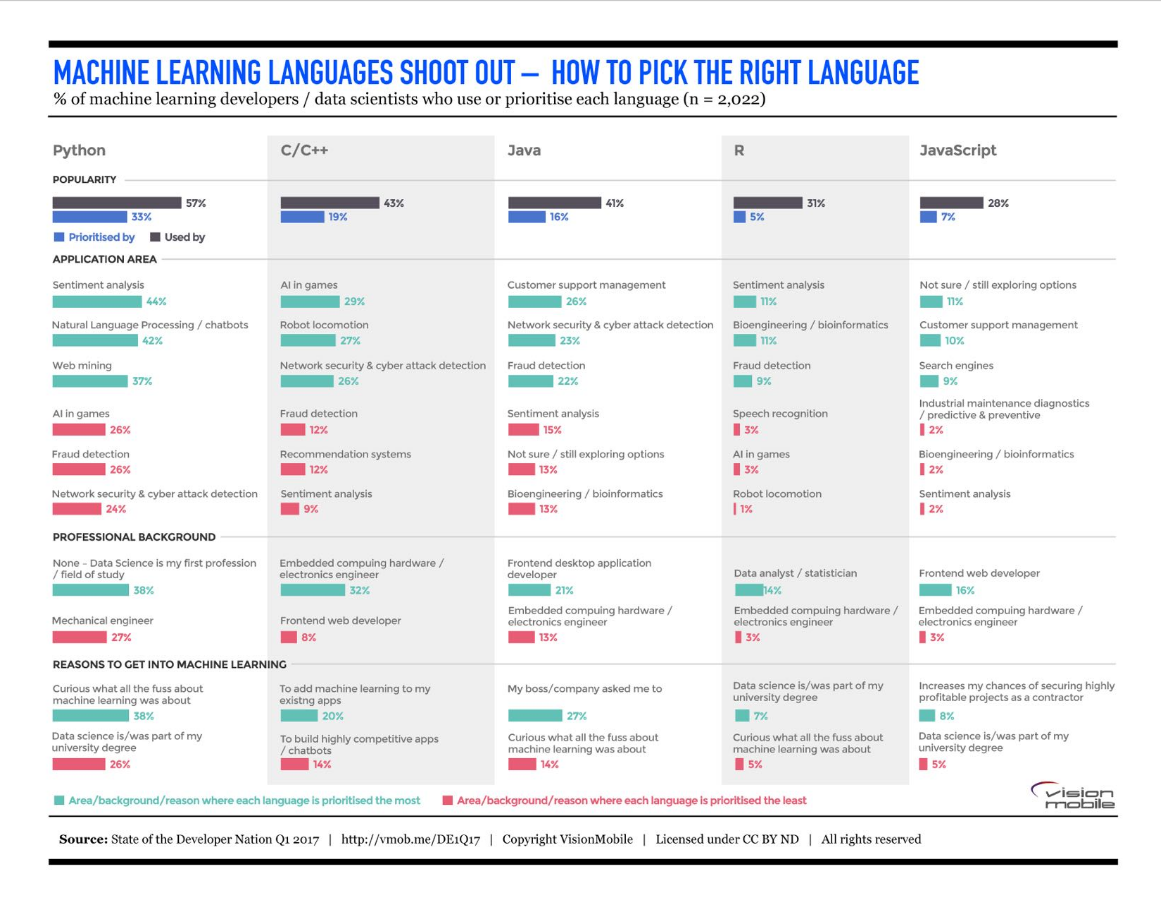 MACHINE LEARNING LANGUAGES SHOOT OUT – HOW TO PICK THE RIGHT LANGUAGE
% of machine learning developers / data scientists who use or prioritise each language (n = 2,022)
Python
C/C++
Java
R
JavaScript
POPULARITY
57%
33%
43%
19%
41%
16%
31%
5%
28%
7%
Prioritised by
Used by
APPLICATION AREA
Sentiment analysis
44%
Natural Language Processing / chatbots
42%
Web mining
37%
AI in games
26%
Fraud detection
26%
Network security & cyber attack detection
24%
AI in games
29%
Robot locomotion
27%
Network security & cyber attack detection
26%
Fraud detection
12%
Recommendation systems
12%
Sentiment analysis
9%
Customer support management
26%
Network security & cyber attack detection
23%
Fraud detection
22%
Sentiment analysis
15%
Not sure / still exploring options
13%
Bioengineering / bioinformatics
13%
Sentiment analysis
11%
Bioengineering / bioinformatics
11%
Fraud detection
9%
Speech recognition
3%
AI in games
3%
Robot locomotion
1%
Not sure / still exploring options
11%
Customer support management
10%
Search engines
9%
Industrial maintenance diagnostics
/ predictive & preventive
2%
Bioengineering / bioinformatics
2%
Sentiment analysis
2%
PROFESSIONAL BACKGROUND
None – Data Science is my first profession
/ field of study
38%
Mechanical engineer
27%
Embedded compuing hardware /
electronics engineer
32%
Frontend web developer
8%
Frontend desktop application
developer
21%
Embedded compuing hardware /
electronics engineer
13%
Data analyst / statistician
14%
Embedded compuing hardware /
electronics engineer
3%
Frontend web developer
16%
Embedded compuing hardware /
electronics engineer
3%
REASONS TO GET INTO MACHINE LEARNING
Curious what all the fuss about
machine learning was about
38%
Data science is/was part of my
university degree
26%
To add machine learning to my
existng apps
20%
To build highly competitive apps
/ chatbots
14%
My boss/company asked me to
27%
Curious what all the fuss about
machine learning was about
14%
Data science is/was part of my
university degree
7%
Curious what all the fuss about
machine learning was about
5%
Increases my chances of securing highly
profitable projects as a contractor
8%
Data science is/was part of my
university degree
5%
Area/background/reason where each language is prioritised the most
Area/background/reason where each language is prioritised the least
vision
mobile
Source: State of the Developer Nation Q1 2017 | http://vmob.me/DE1Q17 | Copyright VisionMobile | Licensed under CC BY ND | All rights reserved